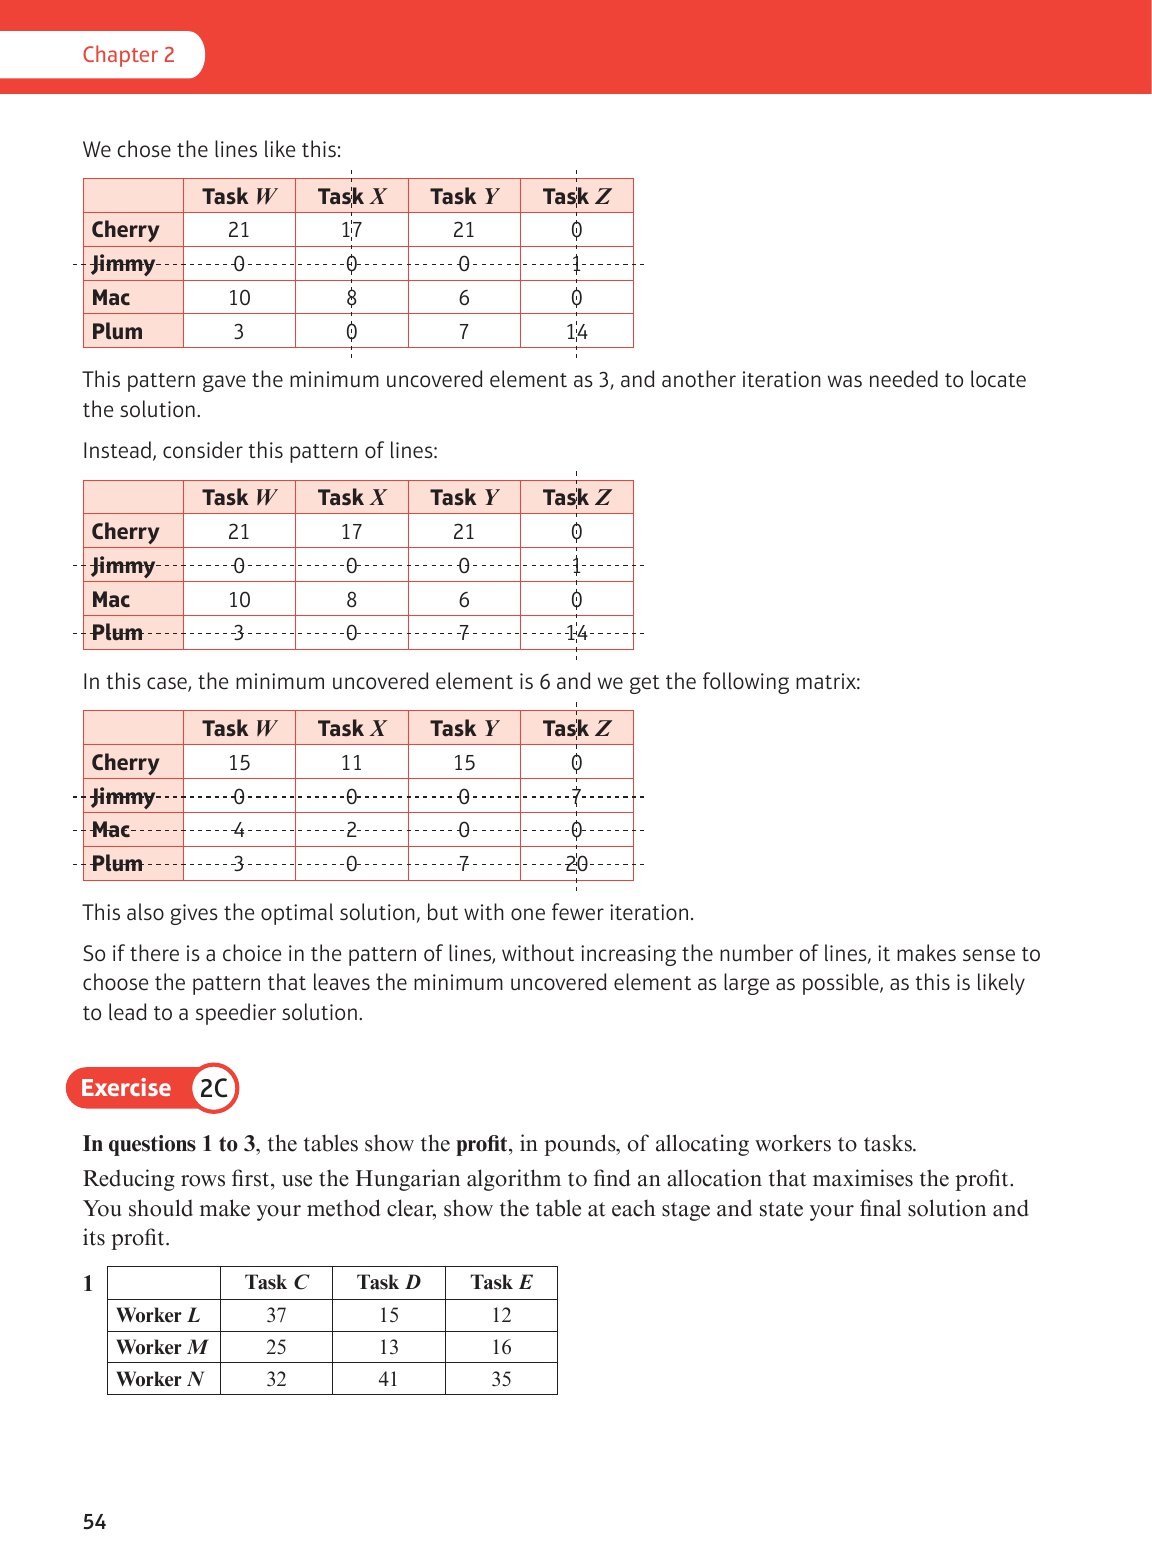 Chapter 2
We chose the lines like this:
Task W Task X Task Y Task Z
Cherry 21 17 21 0
Jimmy 0 0 0 1
Mac 10 8 6 0
Plum 3 0 7 14
This pattern gave the minimum uncovered element as 3, and another iteration was needed to locate
the solution.
Instead, consider this pattern of lines:
Task W Task X Task Y Task Z
Cherry 21 17 21 0
Jimmy 0 0 0 1
Mac 10 8 6 0
Plum 3 0 7 14
In this case, the minimum uncovered element is 6 and we get the following matrix:
Task W Task X Task Y Task Z
Cherry 15 11 15 0
Jimmy 0 0 0 7
Mac 4 2 0 0
Plum 3 0 7 20
This also gives the optimal solution, but with one fewer iteration.
So if there is a choice in the pattern of lines, without increasing the number of lines, it makes sense to
choose the pattern that leaves the minimum uncovered element as large as possible, as this is likely
to lead to a speedier solution.
Exercise 2C
In questions 1 to 3, the tables show the profit, in pounds, of allocating workers to tasks.
Reducing rows first, use the Hungarian algorithm to find an allocation that maximises the profit.
You should make your method clear, show the table at each stage and state your final solution and
its profit.
1 Task C Task D Task E
Worker L 37 15 12
Worker M 25 13 16
Worker N 32 41 35
54